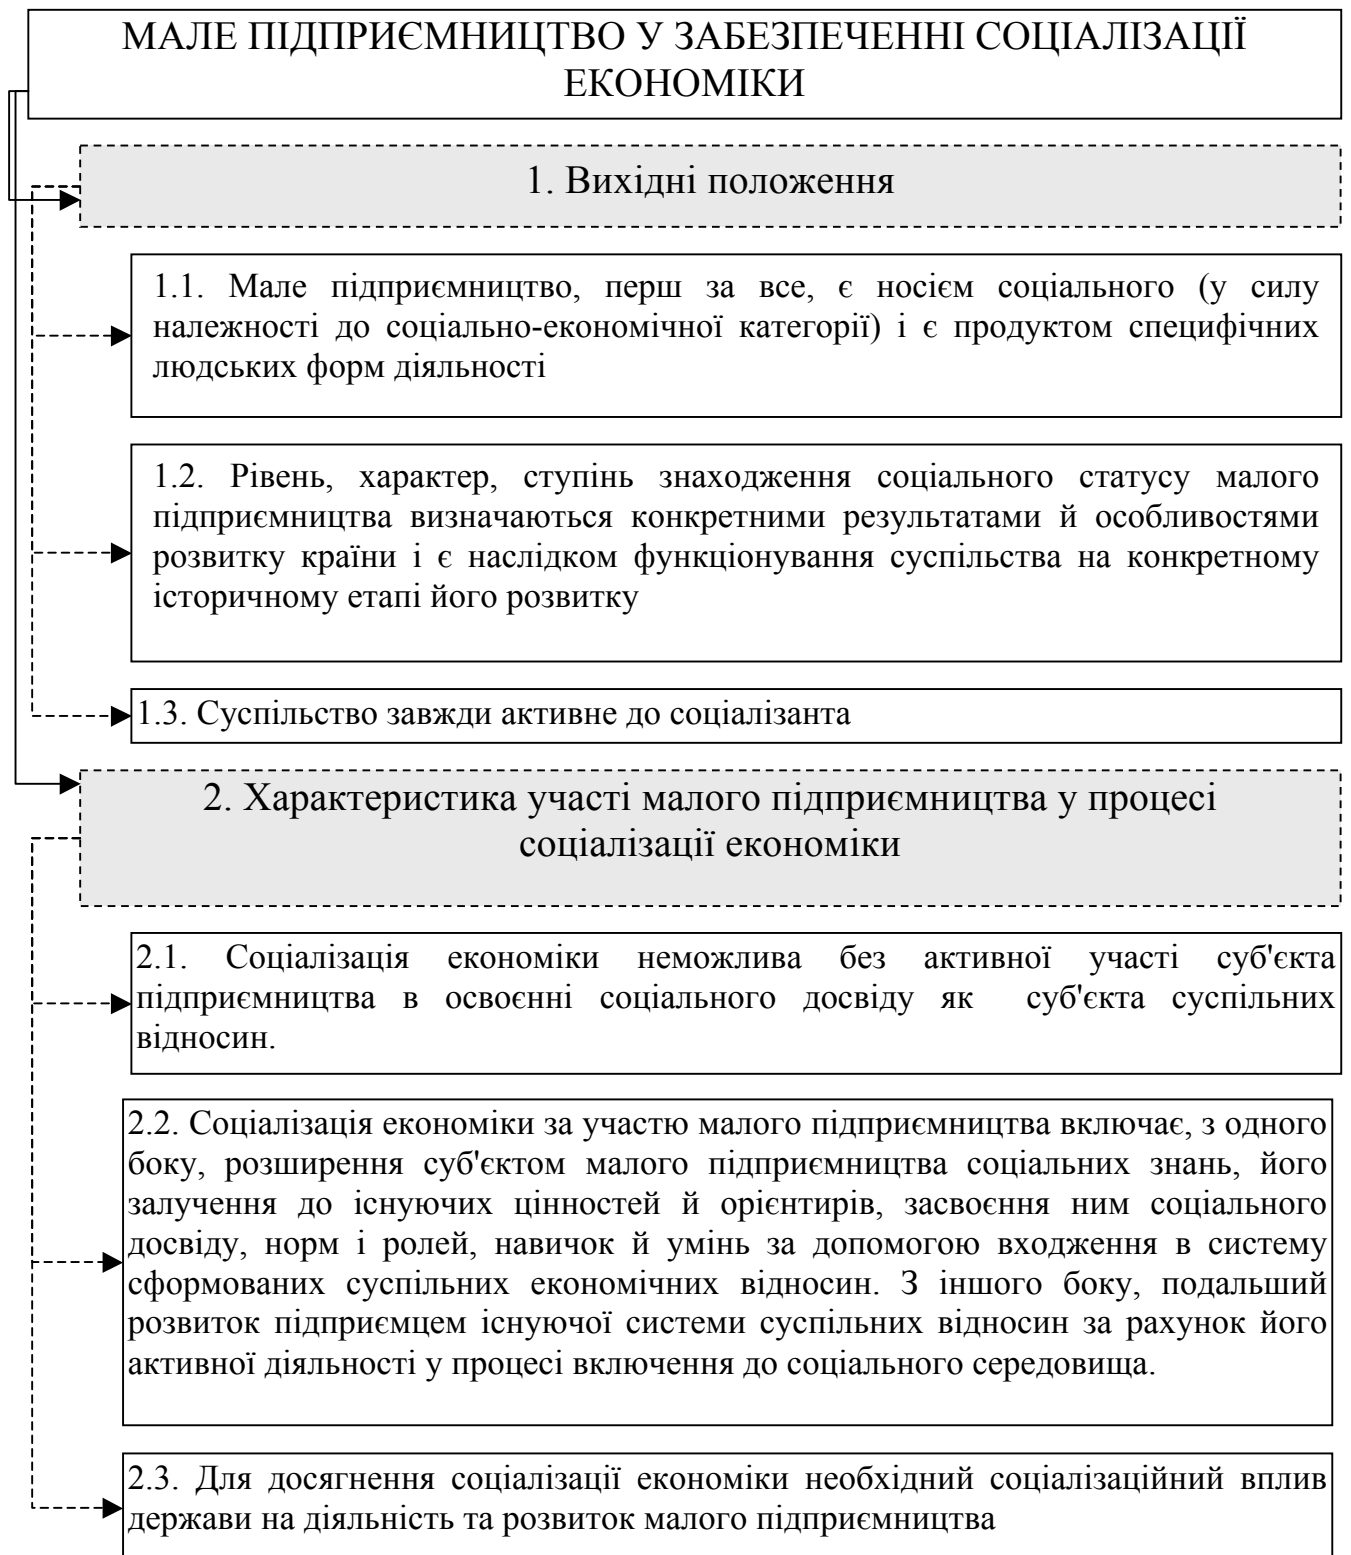 МАЛЕ ПІДПРИЄМНИЦТВО У ЗАБЕЗПЕЧЕННІ СОЦІАЛІЗАЦІЇ
ЕКОНОМІКИ
1. Вихідні положення
1.1. Мале підприємництво, перш за все, є носієм соціального (у силу
належності до соціально-економічної категорії) і є продуктом специфічних
людських форм діяльності
1.2. Рівень, характер, ступінь знаходження соціального статусу малого
підприємництва визначаються конкретними результатами й особливостями
розвитку країни і є наслідком функціонування суспільства на конкретному
історичному етапі його розвитку
1.3. Суспільство завжди активне до соціалізанта
2. Характеристика участі малого підприємництва у процесі
соціалізації економіки
2.1. Соціалізація економіки неможлива без активної участі суб'єкта
підприємництва в освоєнні соціального досвіду як суб'єкта суспільних
відносин.
2.2. Соціалізація економіки за участю малого підприємництва включає, з одного
боку, розширення суб'єктом малого підприємництва соціальних знань, його
залучення до існуючих цінностей й орієнтирів, засвоєння ним соціального
досвіду, норм і ролей, навичок й умінь за допомогою входження в систему
сформованих суспільних економічних відносин. З іншого боку, подальший
розвиток підприємцем існуючої системи суспільних відносин за рахунок його
активної діяльності у процесі включення до соціального середовища.
2.3. Для досягнення соціалізації економіки необхідний соціалізаційний вплив
держави на діяльність та розвиток малого підприємництва